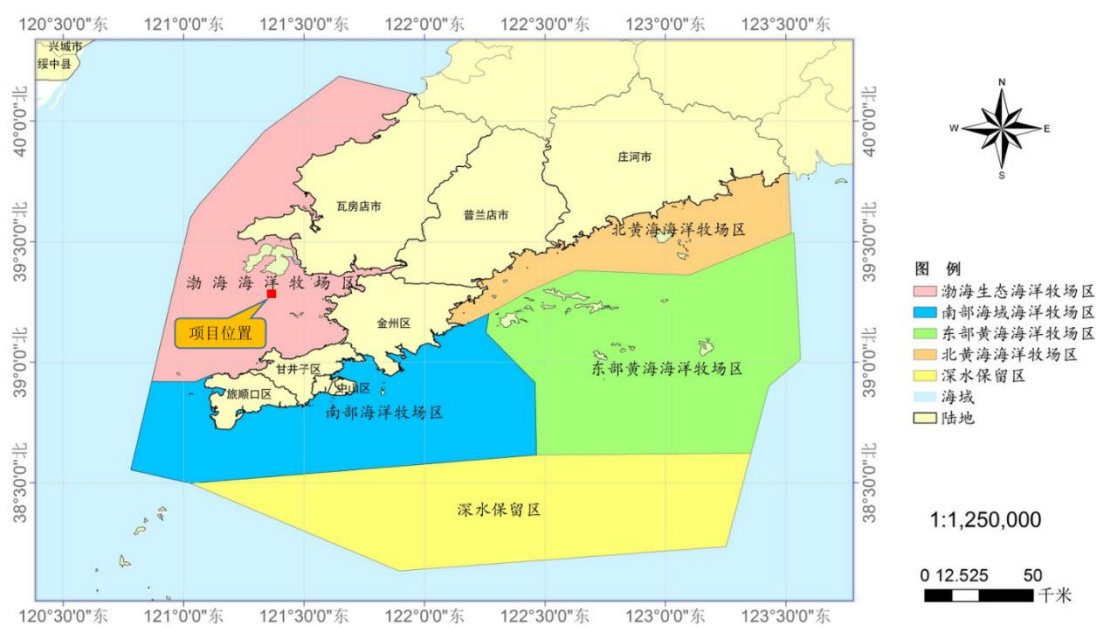 120°30'0"东 121°0'0"东 121°30'0"东 122°0'0"东 122°30'0"东 123°0'0"东 123°30'0"东
兴城市
绥中县
40°0'0"北
40°0'0"北
庄河市
瓦房店市
普兰店市
北黄海海洋牧场区
39°30'0"北
39°30'0"北
渤海海洋牧场区
项目位置
金州区
39°0'0"北
39°0'0"北
甘井子区
东部黄海海洋牧场区
旅顺口区
中山区
南部海洋牧场区
38°30'0"北
38°30'0"北
深水保留区
120°30'0"东 121°0'0"东 121°30'0"东 122°0'0"东 122°30'0"东 123°0'0"东 123°30'0"东
N
W E
S
图 例
渤海生态海洋牧场区
南部海域海洋牧场区
东部黄海海洋牧场区
北黄海海洋牧场区
深水保留区
海域
陆地
1:1,250,000
0 12.525 50
千米